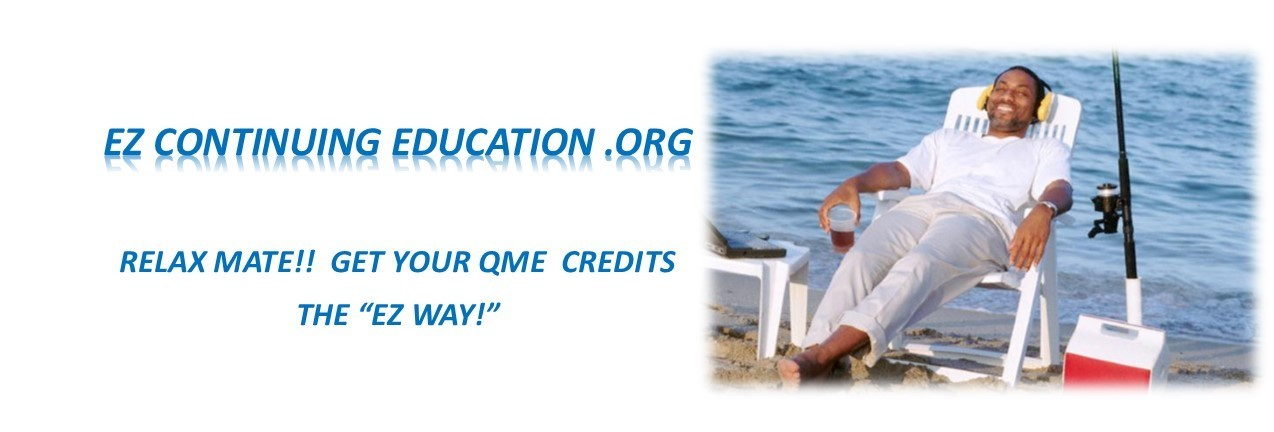 EZ CONTINUING EDUCATION .ORG
RELAX MATE!! GET YOUR QME CREDITS
THE “EZ WAY!”